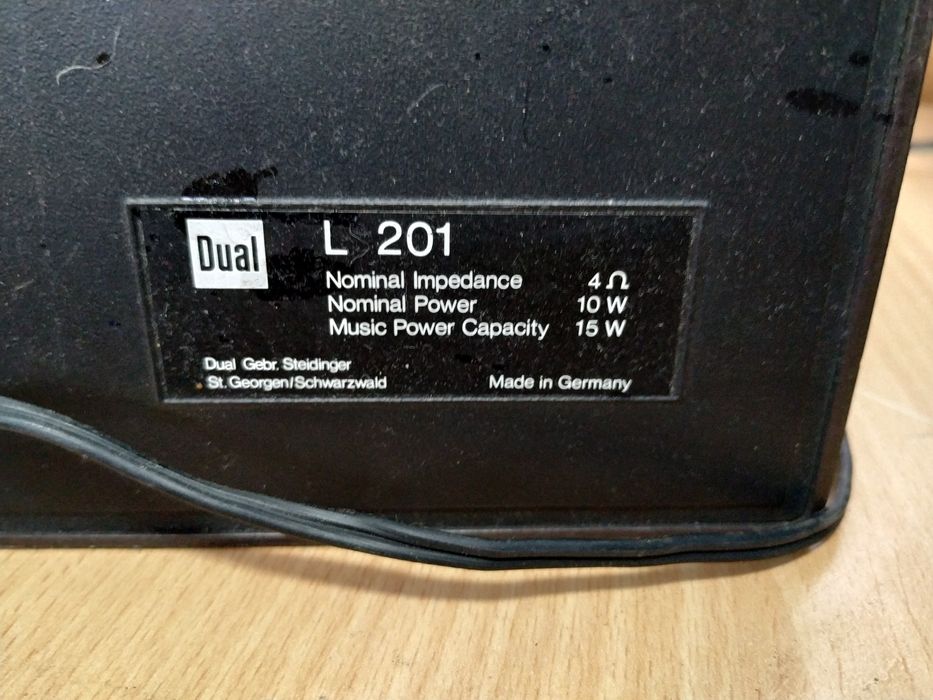 Dual
L 201
Nominal Impedance 4 Ω
Nominal Power 10 W
Music Power Capacity 15 W
Dual Gebr. Steidinger
St. Georgen/Schwarzwald Made in Germany